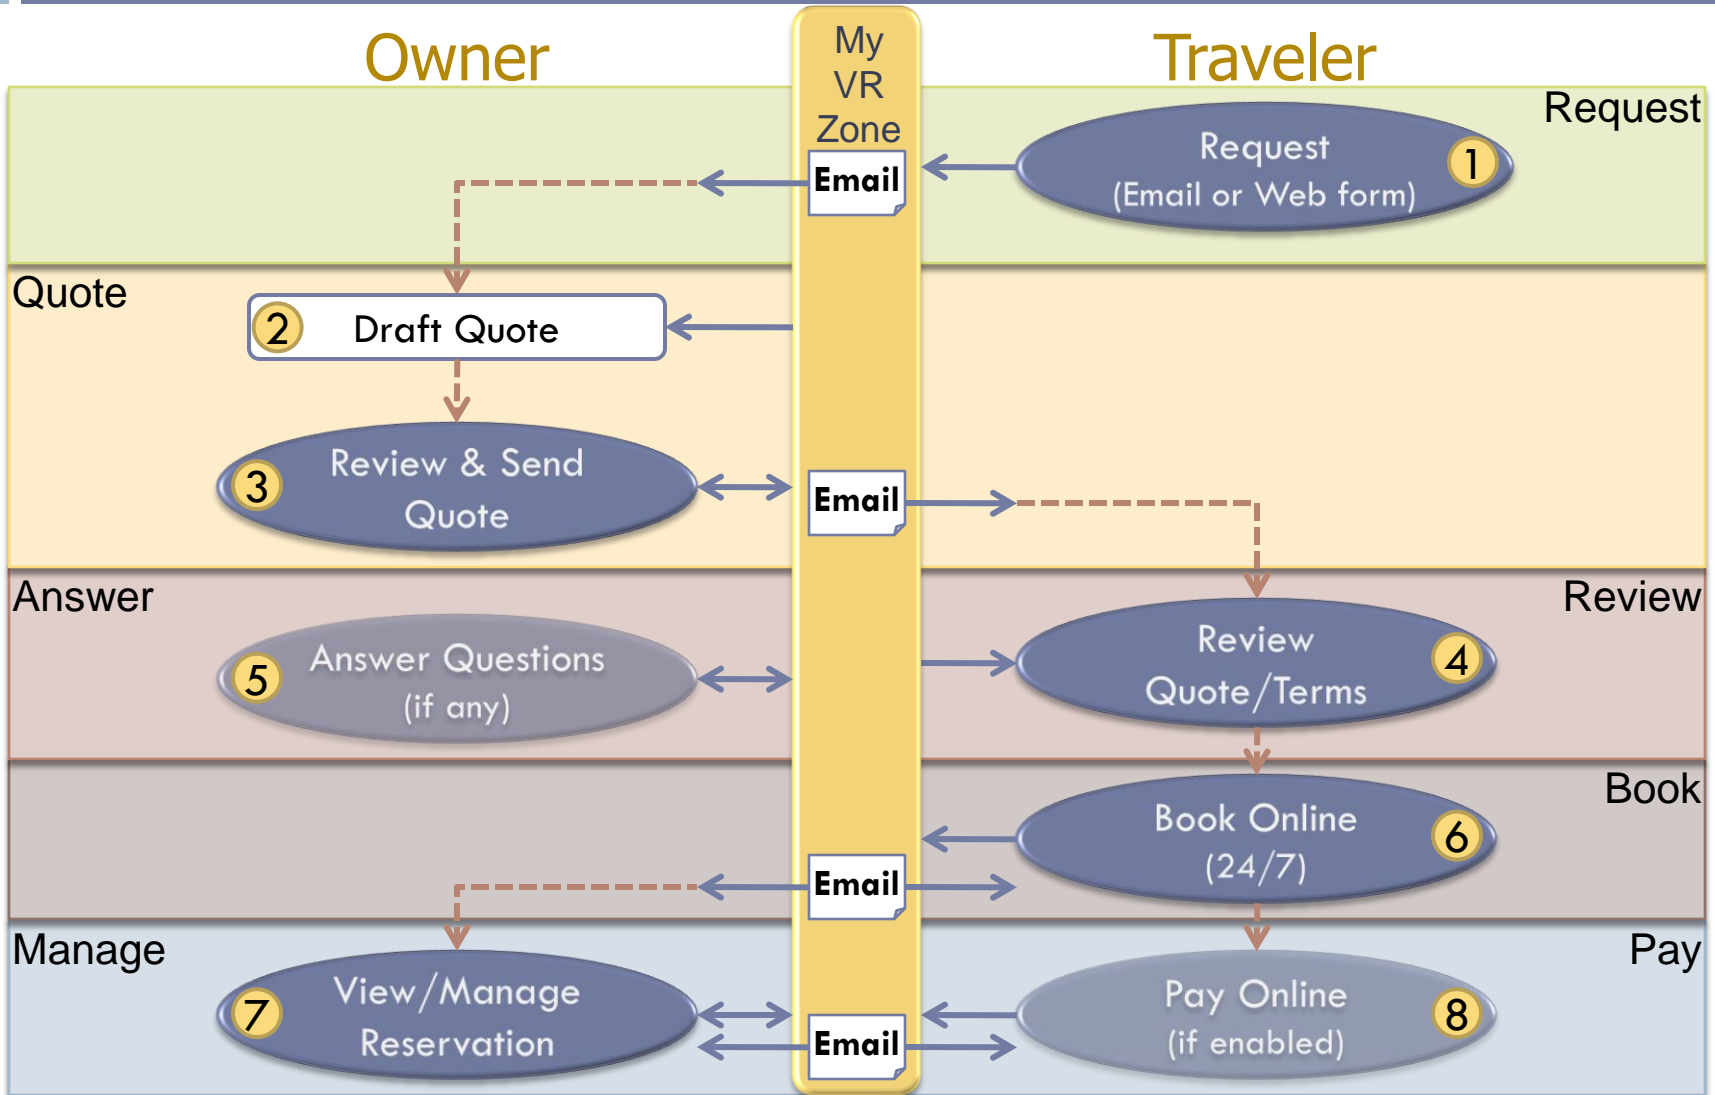 Owner
My
VR
Zone
Traveler
Request
Request
(Email or Web form)
1
Email
Quote
2
Draft Quote
3
Review & Send
Quote
Email
Answer
Review
5
Answer Questions
(if any)
Review
Quote/Terms
4
Book
Book Online
(24/7)
6
Email
Manage
Pay
7
View/Manage
Reservation
Email
Pay Online
(if enabled)
8